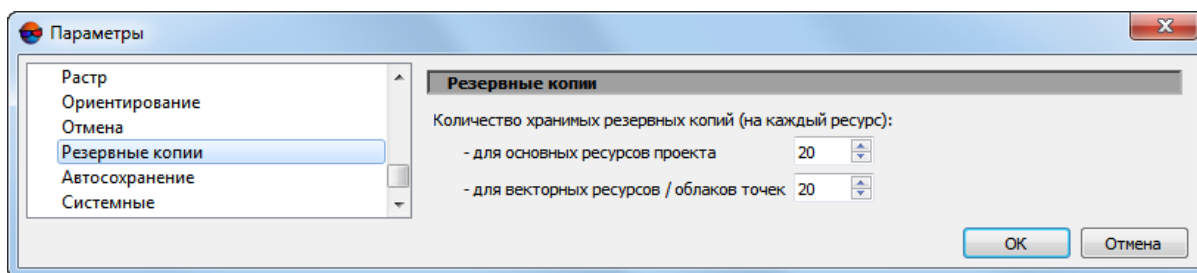 Параметры
Растр
Ориентирование
Отмена
Резервные копии
Автосохранение
Системные
Резервные копии
Количество хранимых резервных копий (на каждый ресурс):
- для основных ресурсов проекта 20
- для векторных ресурсов / облаков точек 20
OK Отмена